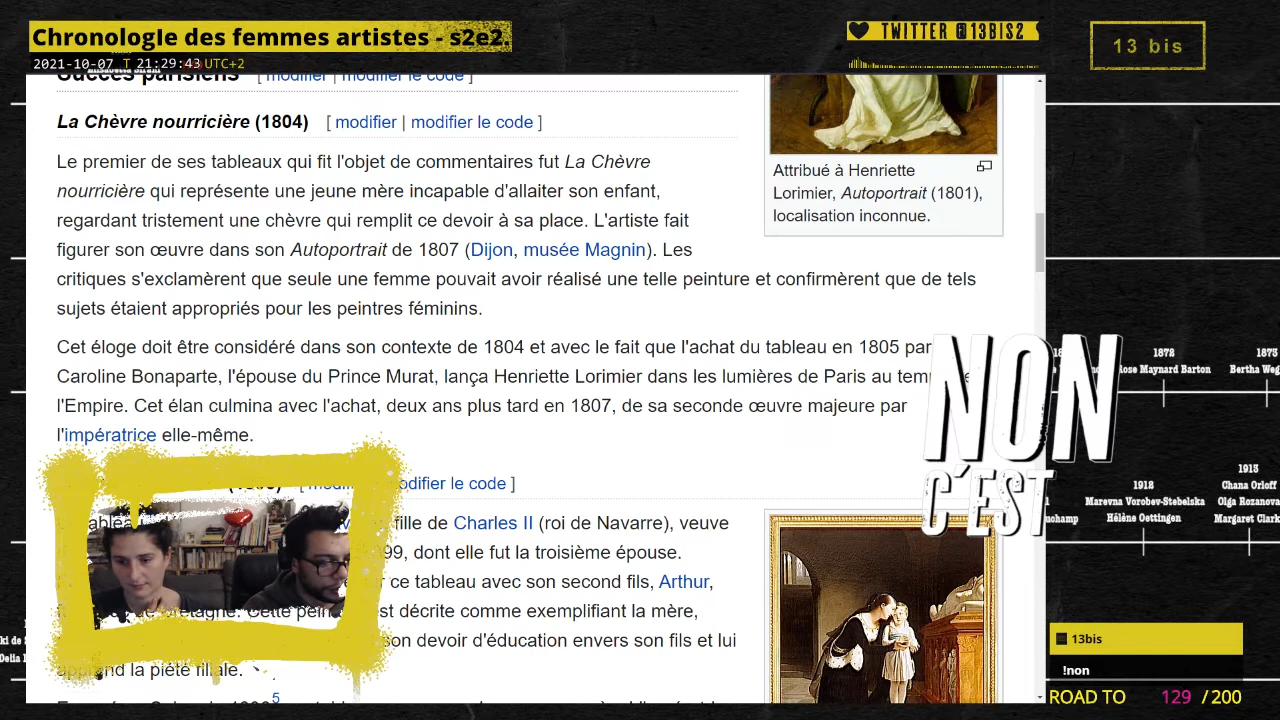 Chronologie des femmes artistes - s2e2.
2021-10-07 T 21:29:43 UTC+2
TWITTER @13BIS2
13 bis
Succès parisiens [ modifier | modifier le code ]
La Chèvre nourricière (1804) [ modifier | modifier le code ]
Le premier de ses tableaux qui fit l'objet de commentaires fut La Chèvre
nourricière qui représente une jeune mère incapable d'allaiter son enfant,
regardant tristement une chèvre qui remplit ce devoir à sa place. L'artiste fait
figurer son œuvre dans son Autoportrait de 1807 (Dijon, musée Magnin). Les
critiques s'exclamèrent que seule une femme pouvait avoir réalisé une telle peinture et confirmèrent que de tels
sujets étaient appropriés pour les peintres féminins.
Attribué à Henriette
Lorimier, Autoportrait (1801),
localisation inconnue.
Cet éloge doit être considéré dans son contexte de 1804 et avec le fait que l'achat du tableau en 1805 par
Caroline Bonaparte, l'épouse du Prince Murat, lança Henriette Lorimier dans les lumières de Paris au
l'Empire. Cet élan culmina avec l'achat, deux ans plus tard en 1807, de sa seconde œuvre majeure par
l'impératrice elle-même.
modifier le code ]
fille de Charles II (roi de Navarre), veuve
99, dont elle fut la troisième épouse.
ce tableau avec son second fils, Arthur,
Cette est décrite comme exemplifiant la mère,
son devoir d'éducation envers son fils et lui
la piété filiale.
5
NON
C'EST
1872
Rose Maynard Barton
1873
Bertha Weg
1912
Marevna Vorobev-Stebelska
Hélène Oettingen
1913
Chana Orloff
Olga Rozanova
Margaret Clark
13bis
!non
ROAD TO 129 / 200